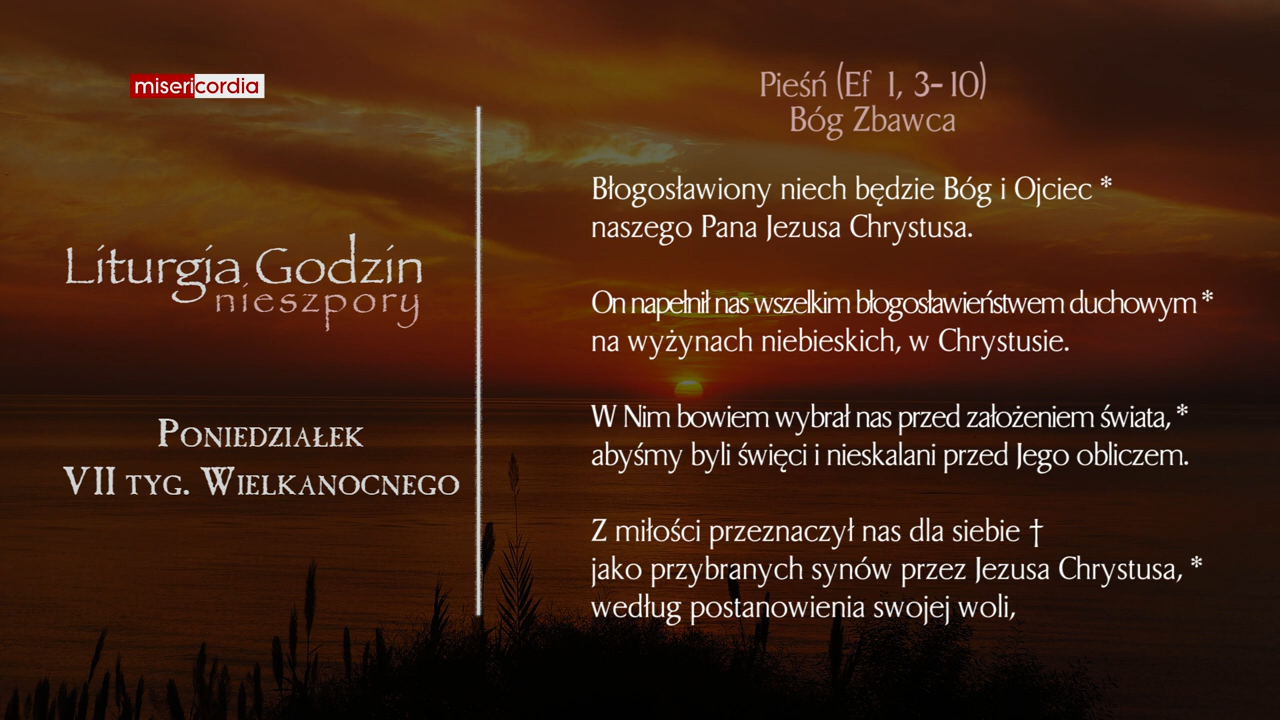 misericordia
Liturgia Godzin
nieszpory
Poniedziałek
VII tyg. Wielkanocnego
Pieśń (Ef 1, 3-10)
Bóg Zbawca
Błogosławiony niech będzie Bóg i Ojciec *
naszego Pana Jezusa Chrystusa.
On napełnił nas wszelkim błogosławieństwem duchowym *
na wyżynach niebieskich, w Chrystusie.
W Nim bowiem wybrał nas przed założeniem świata, *
abyśmy byli święci i nieskalani przed Jego obliczem.
Z miłości przeznaczył nas dla siebie †
jako przybranych synów przez Jezusa Chrystusa, *
według postanowienia swojej woli,